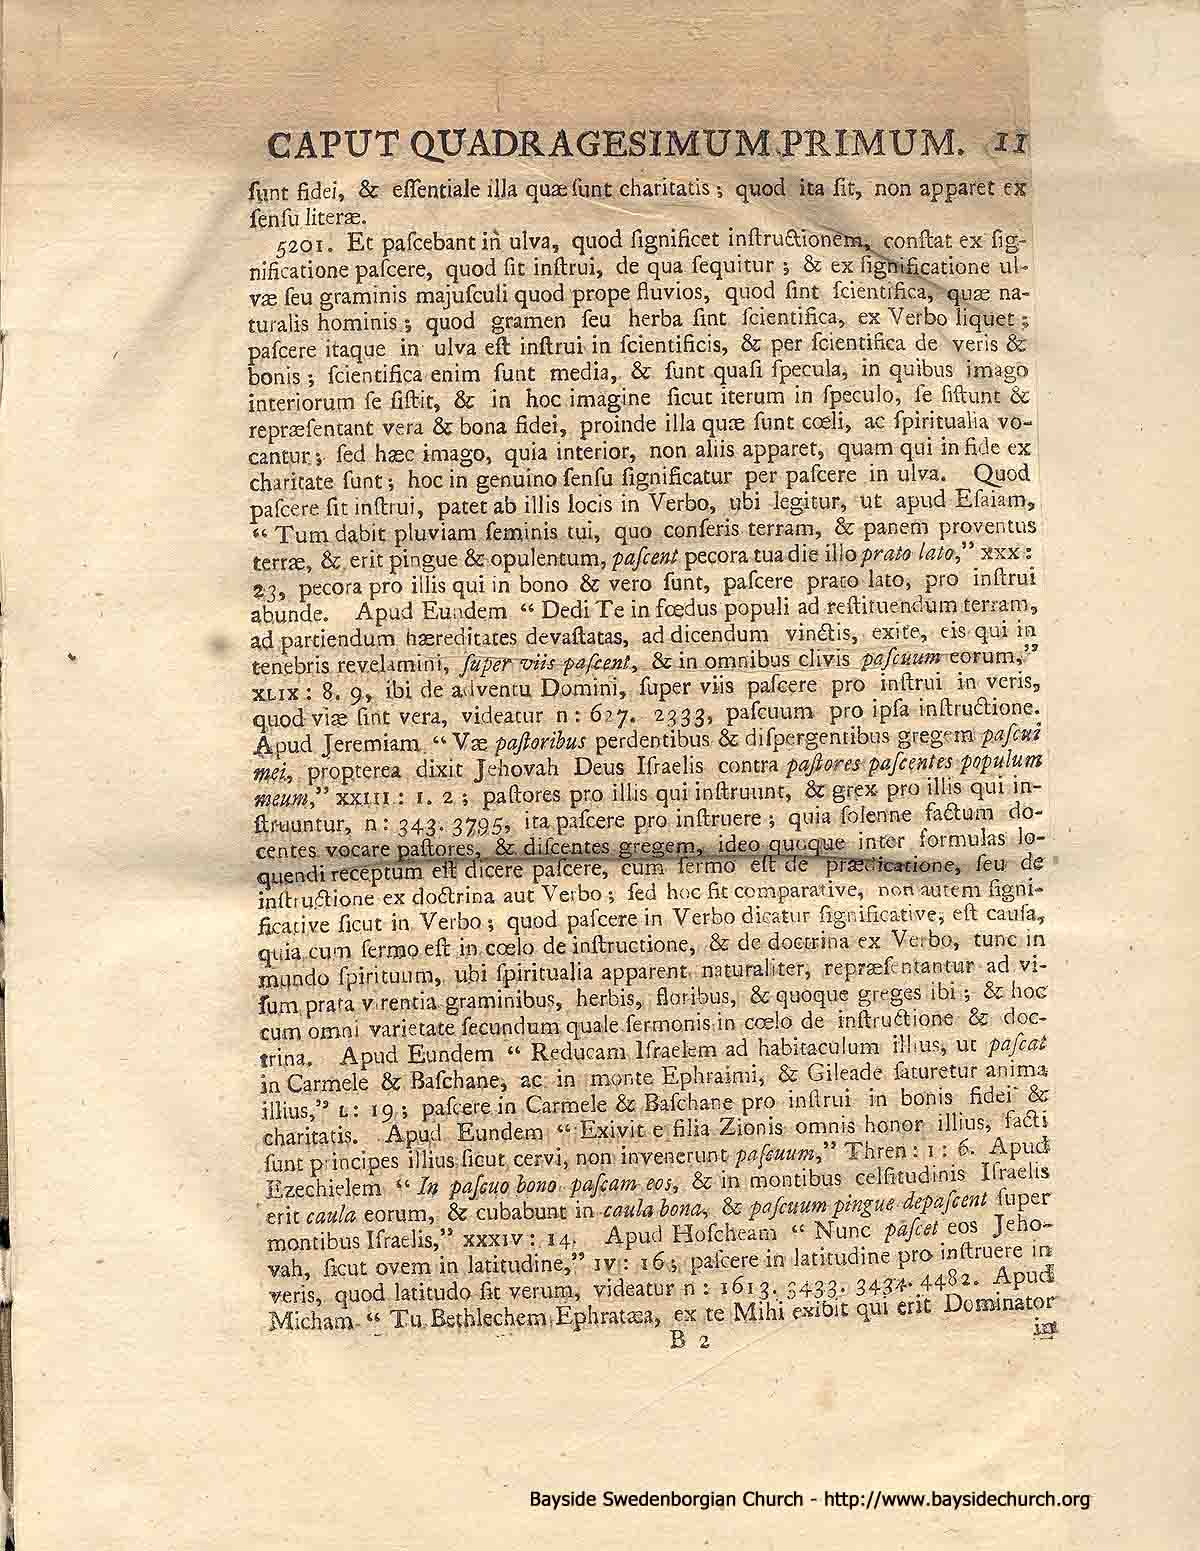 CAPUT QUADRAGESIMUM PRIMUM. 11
ſunt fidei, & eſſentiale illa quæ ſunt charitatis; quod ita ſit, non apparet ex
ſenſu literæ.
5201. Et paſcebant in ulva, quod ſignificet inſtructionem, conſtat ex ſig-
nificatione paſcere, quod ſit inſtrui, de qua ſequitur; & ex ſignificatione ul-
væ ſeu graminis majuſculi quod prope fluvios, quod ſint ſcientifica, quæ na-
turalis hominis; quod gramen ſeu herba ſint ſcientifica, ex Verbo liquet;
paſcere itaque in ulva eſt inſtrui in ſcientificis, & per ſcientifica de veris &
bonis; ſcientifica enim ſunt media, & ſunt quaſi ſpecula, in quibus imago
interiorum ſe ſiſtit, & in hoc imagine ſicut iterum in ſpeculo, ſe ſiſtunt &
repræſentant vera & bona fidei, proinde illa quæ ſunt cœli, ac ſpiritualia vo-
cantur; ſed hæc imago, quia interior, non aliis apparet, quam qui in fide ex
charitate ſunt; hoc in genuino ſenſu ſignificatur per paſcere in ulva. Quod
paſcere ſit inſtrui, patet ab illis locis in Verbo, ubi legitur, ut apud Eſaiam,
“ Tum dabit pluviam ſeminis tui, quo conſeris terram, & panem proventus
terræ, & erit pingue & opulentum, paſcent pecora tua die illo prato lato,” XXX:
23, pecora pro illis qui in bono & vero ſunt, paſcere prato lato, pro inſtrui
abunde. Apud Eundem “ Dedi Te in fœdus populi ad reſtituendum terram,
ad partiendum hæreditates devaſtatas, ad dicendum vinctis, exite, eis qui in
tenebris revelamini, ſuper viis paſcent, & in omnibus clivis paſcuum eorum,”
XLIX: 8. 9, ibi de adventu Domini, ſuper viis paſcere pro inſtrui in veris,
quod viæ ſint vera, videatur n: 627. 2333, paſcuum pro ipſa inſtructione.
Apud Jeremiam “ Væ paſtoribus perdentibus & diſpergentibus gregem paſcui
mei, propterea dixit Jehovah Deus Iſraelis contra paſtores paſcentes populum
meum,” XXIII: 1. 2; paſtores pro illis qui inſtruunt, & grex pro illis qui in-
ſtruuntur, n: 343. 3795, ita paſcere pro inſtruere; quia ſolenne factum do-
centes vocare paſtores, & diſcentes gregem, ideo quoque inter formulas lo-
quendi receptum eſt dicere paſcere, cum ſermo eſt de prædicatione, ſeu de
inſtructione ex doctrina aut Verbo; ſed hoc fit comparative, non autem ſigni-
ficative ſicut in Verbo; quod paſcere in Verbo dicatur ſignificative, eſt cauſa,
quia cum ſermo eſt in cœlo de inſtructione, & de doctrina ex Verbo, tunc in
mundo ſpirituum, ubi ſpiritualia apparent naturaliter, repræſentantur ad vi-
ſum prata virentia graminibus, herbis, floribus, & quoque greges ibi; & hoc
cum omni varietate ſecundum quale ſermonis in cœlo de inſtructione & doc-
trina. Apud Eundem “ Reducam Iſraelem ad habitaculum illius, ut paſcat
in Carmele & Baſchane, ac in monte Ephraimi, & Gileade ſaturetur anima
illius,” L: 19; paſcere in Carmele & Baſchane pro inſtrui in bonis fidei &
charitatis. Apud Eundem “ Exivit e filia Zionis omnis honor illius, facti
ſunt principes illius ſicut cervi, non invenerunt paſcuum,” Thren: 1: 6. Apud
Ezechielem “ In paſcuo bono paſcam eos, & in montibus celſitudinis Iſraelis
erit caula eorum, & cubabunt in caula bona, & paſcuum pingue depaſcent ſuper
montibus Iſraelis,” XXXIV: 14. Apud Hoſcheam “ Nunc paſcet eos Jeho-
vah, ſicut ovem in latitudine,” IV: 16; paſcere in latitudine pro inſtruere in
veris, quod latitudo ſit verum, videatur n: 1613. 3433. 3434. 4482. Apud
Micham “ Tu Bethlechem Ephratæa, ex te Mihi exibit qui erit Dominator
B 2 in
Bayside Swedenborgian Church - http://www.baysidechurch.org